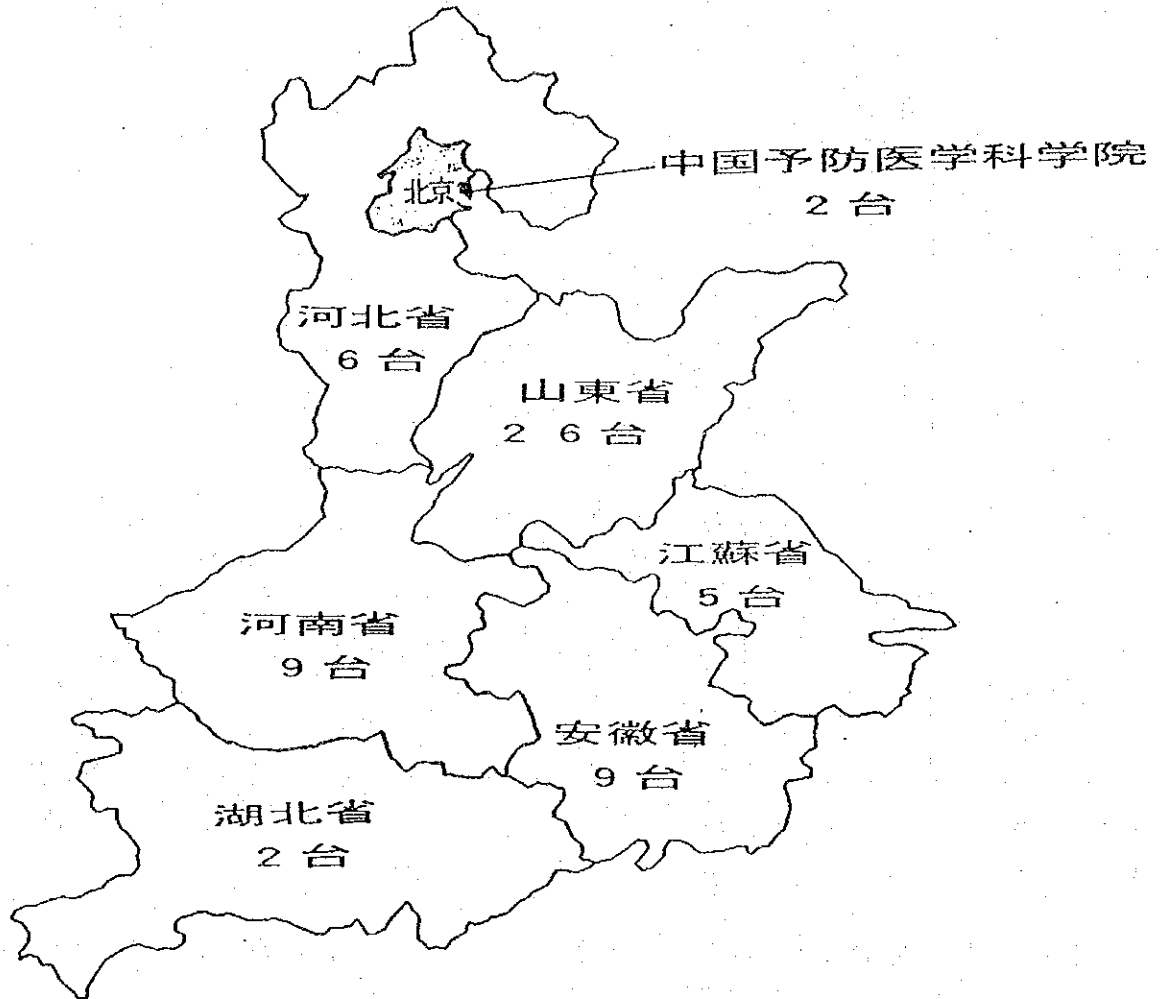 中国予防医学科学院
2 台
北京
河北省
6 台
山東省
2 6 台
江蘇省
5 台
河南省
9 台
安徽省
9 台
湖北省
2 台